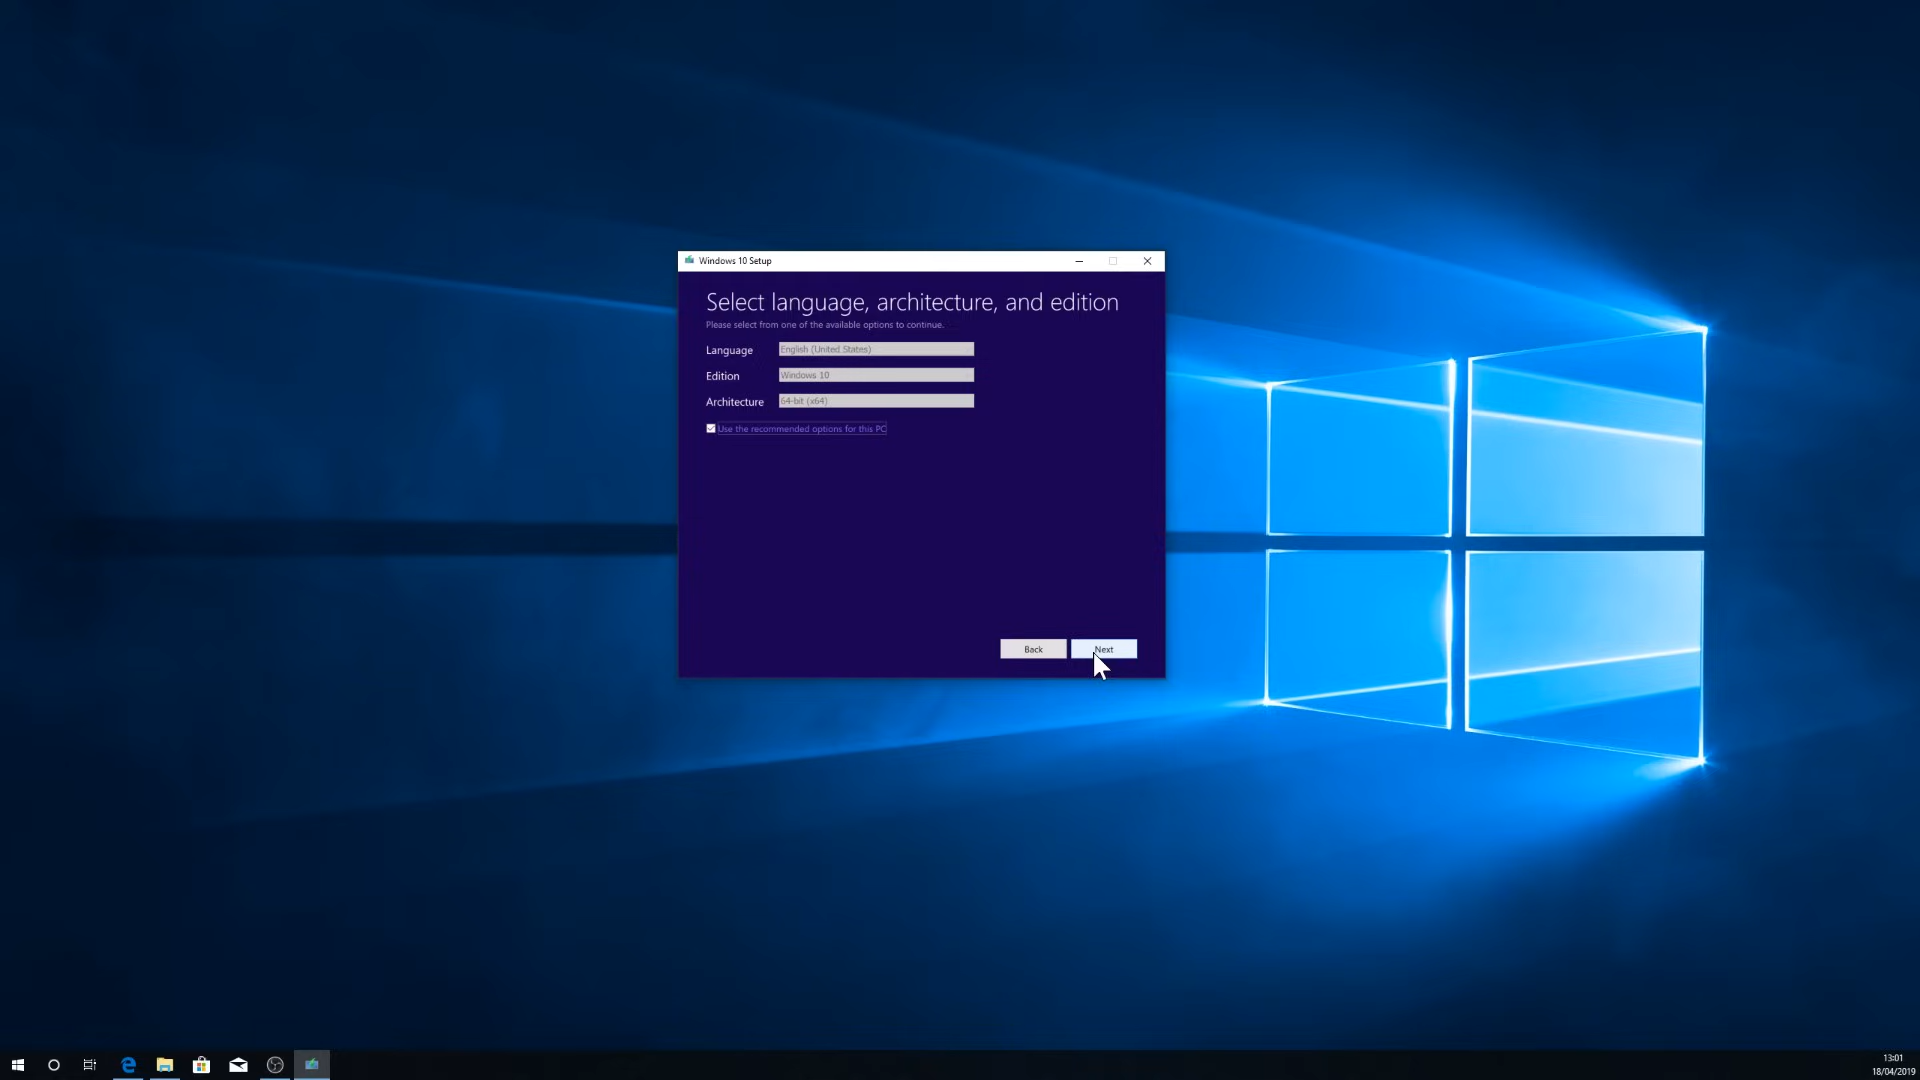 Windows 10 Setup
Select language, architecture, and edition
Please select from one of the available options to continue.
Language English (United States)
Edition Windows 10
Architecture 64-bit (x64)
Use the recommended options for this PC
Back Next
13:01
18/04/2019